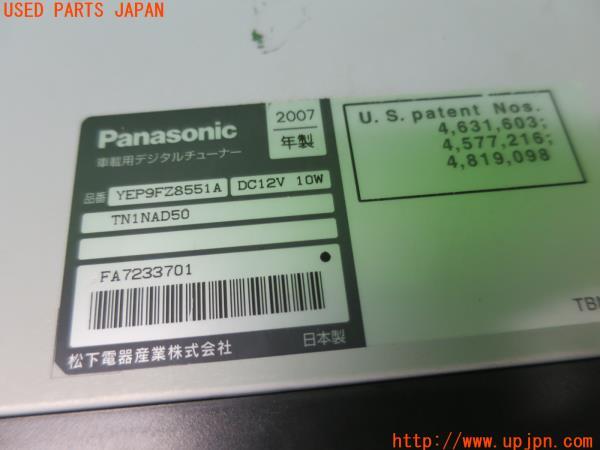 USED PARTS JAPAN
Panasonic
2007
年製
車載用デジタルチューナー
品番 YEP9FZ8551A DC12V 10W
TN1NAD50
FA7233701
松下電器産業株式会社 日本製
U.S. patent Nos.
4,631,603;
4,577,216;
4,819,098
http://www.upjpn.com/